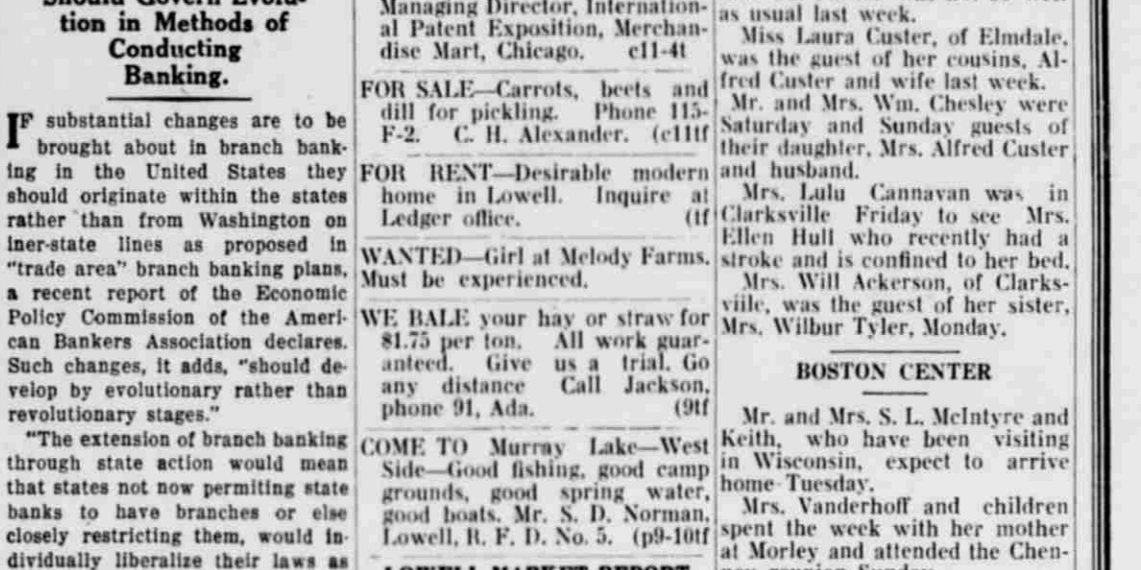 Should Govern Evolu-
tion in Methods of
Conducting
Banking.
IF substantial changes are to be
brought about in branch bank-
ing in the United States they
should originate within the states
rather than from Washington on
iner-state lines as proposed in
"trade area" branch banking plans,
a recent report of the Economic
Policy Commission of the Ameri-
can Bankers Association declares.
Such changes, it adds, "should de-
velop by evolutionary rather than
revolutionary stages."
"The extension of branch banking
through state action would mean
that states not now permiting state
banks to have branches or else
closely restricting them, would in-
dividually liberalize their laws as
Managing Director, Internation-
al Patent Exposition, Merchan-
dise Mart, Chicago. c11-4t
FOR SALE—Carrots, beets and
dill for pickling. Phone 115-
F-2. C. H. Alexander. (c11tf
FOR RENT—Desirable modern
home in Lowell. Inquire at
Ledger office. (tf
WANTED—Girl at Melody Farms.
Must be experienced.
WE BALE your hay or straw for
$1.75 per ton. All work guar-
anteed. Give us a trial. Go
any distance Call Jackson,
phone 91, Ada. (9tf
COME TO Murray Lake—West
Side—Good fishing, good camp
grounds, good spring water,
good boats. Mr. S. D. Norman,
Lowell, R. F. D. No. 5. (p9-10tf
LOWELL MARKET REPORT
as usual last week.
Miss Laura Custer, of Elmdale,
was the guest of her cousins, Al-
fred Custer and wife last week.
Mr. and Mrs. Wm. Chesley were
Saturday and Sunday guests of
their daughter, Mrs. Alfred Custer
and husband.
Mrs. Lulu Cannavan was in
Clarksville Friday to see Mrs.
Ellen Hull who recently had a
stroke and is confined to her bed.
Mrs. Will Ackerson, of Clarks-
viile, was the guest of her sister,
Mrs. Wilbur Tyler, Monday.
BOSTON CENTER
Mr. and Mrs. S. L. McIntyre and
Keith, who have been visiting
in Wisconsin, expect to arrive
home Tuesday.
Mrs. Vanderhoff and children
spent the week with her mother
at Morley and attended the Chen-